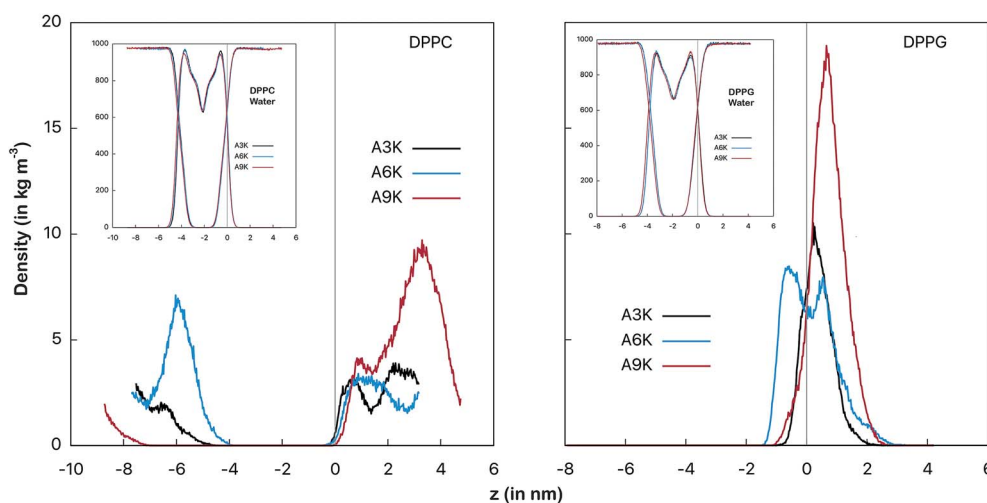 Density (in kg m-3)
20
15
10
5
0
DPPC
A3K
A6K
A9K
-10 -8 -6 -4 -2 0 2 4 6
1000
800
600
400
200
0
DPPC
Water
A3K
A6K
A9K
-10 -8 -6 -4 -2 0 2 4 6
DPPG
A3K
A6K
A9K
-8 -6 -4 -2 0 2 4 6
1000
800
600
400
200
0
DPPG
Water
A3K
A6K
A9K
-8 -6 -4 -2 0 2 4 6
z (in nm)